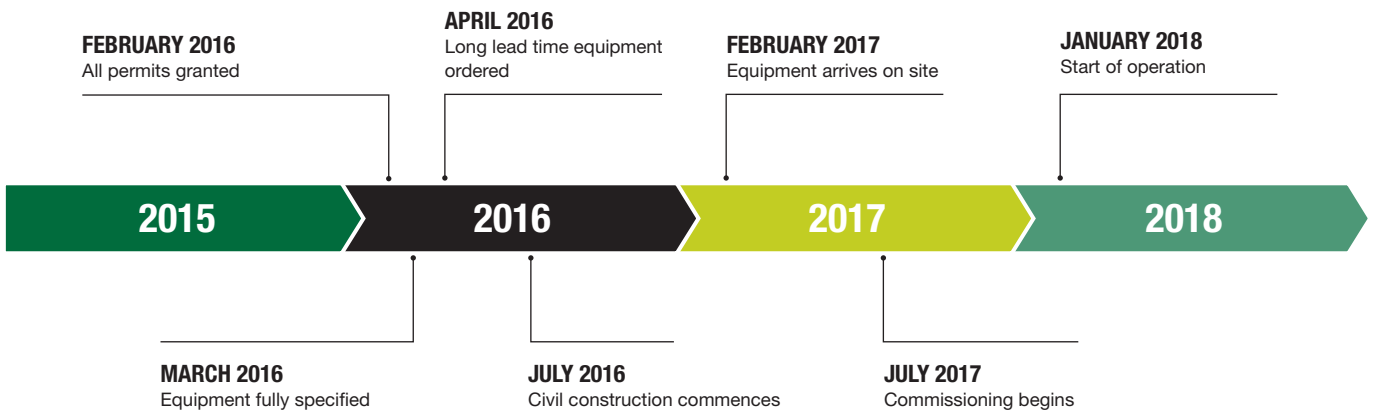 FEBRUARY 2016
All permits granted
APRIL 2016
Long lead time equipment
ordered
FEBRUARY 2017
Equipment arrives on site
JANUARY 2018
Start of operation
2015
2016
2017
2018
MARCH 2016
Equipment fully specified
JULY 2016
Civil construction commences
JULY 2017
Commissioning begins